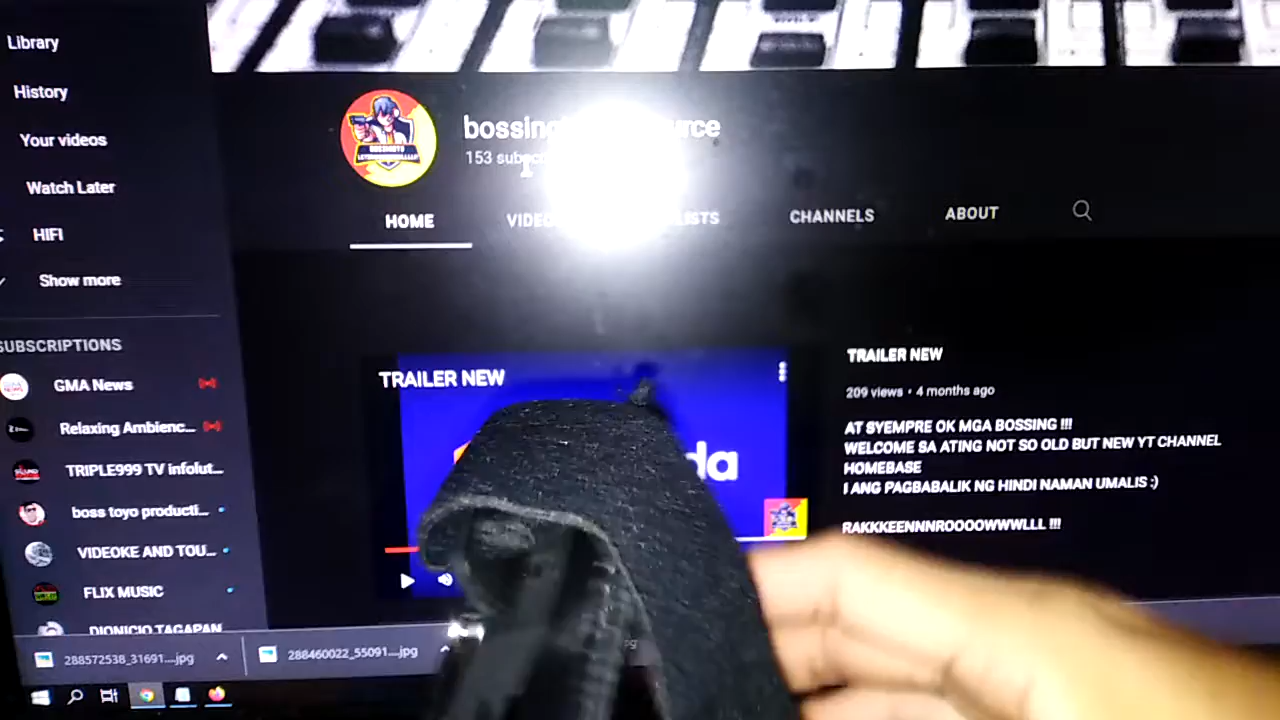 Library
History
Your videos
Watch Later
HIFI
Show more
SUBSCRIPTIONS
GMA News
Relaxing Ambienc...
TRIPLE999 TV infolut...
boss toyo producti...
VIDEOKE AND TOU...
FLIX MUSIC
DIONICIO TAGAPAN
153
HOME
CHANNELS
ABOUT
TRAILER NEW
TRAILER NEW
209 views • 4 months ago
AT SYEMPRE OK MGA BOSSING !!!
WELCOME SA ATING NOT SO OLD BUT NEW YT CHANNEL
HOMEBASE
I ANG PAGBABALIK NG HINDI NAMAN UMALIS :)
RAKKKEENNNROOOOWWWLLL !!!
288572538_31691....jpg
288460022_55091....jpg